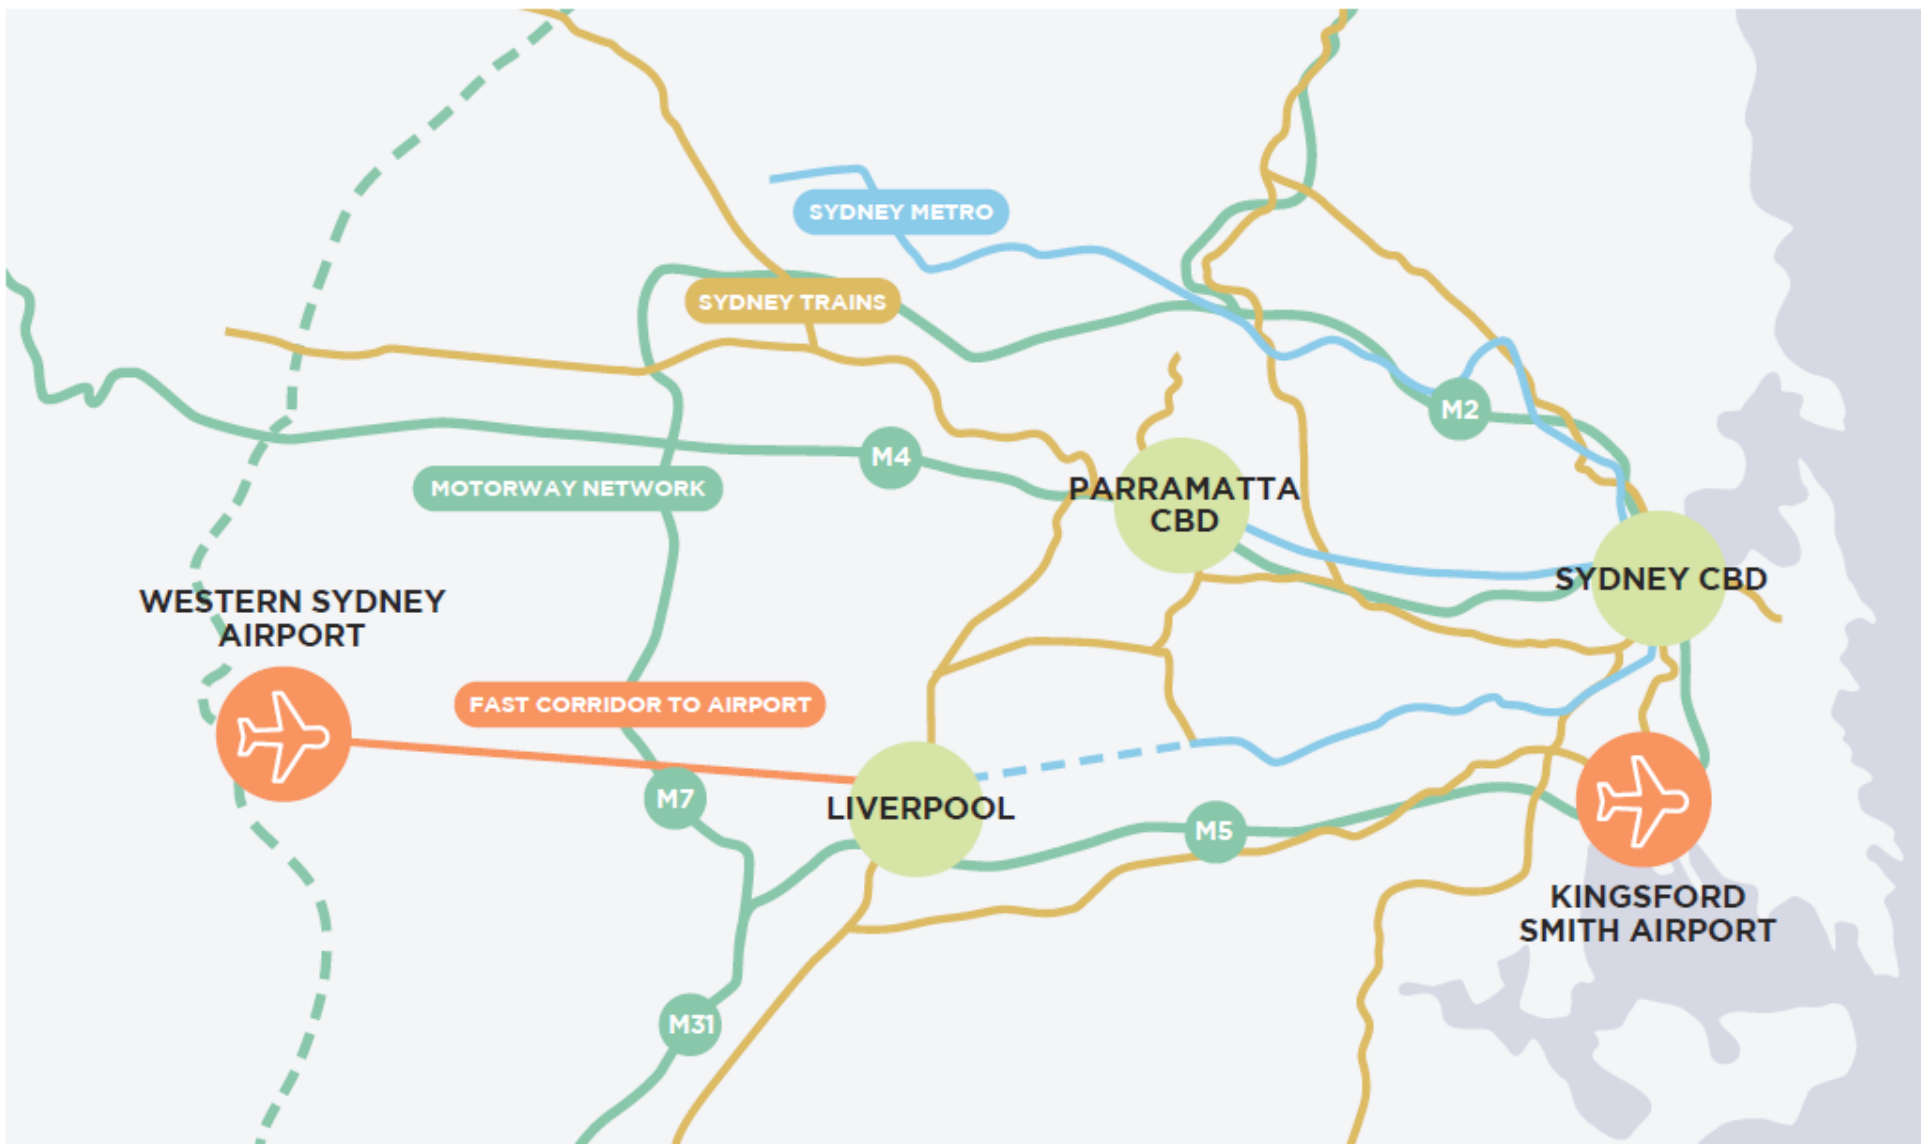 SYDNEY METRO
SYDNEY TRAINS
M2
M4
MOTORWAY NETWORK
PARRAMATTA
CBD
SYDNEY CBD
WESTERN SYDNEY
AIRPORT
FAST CORRIDOR TO AIRPORT
M7
LIVERPOOL
M5
KINGSFORD
SMITH AIRPORT
M31